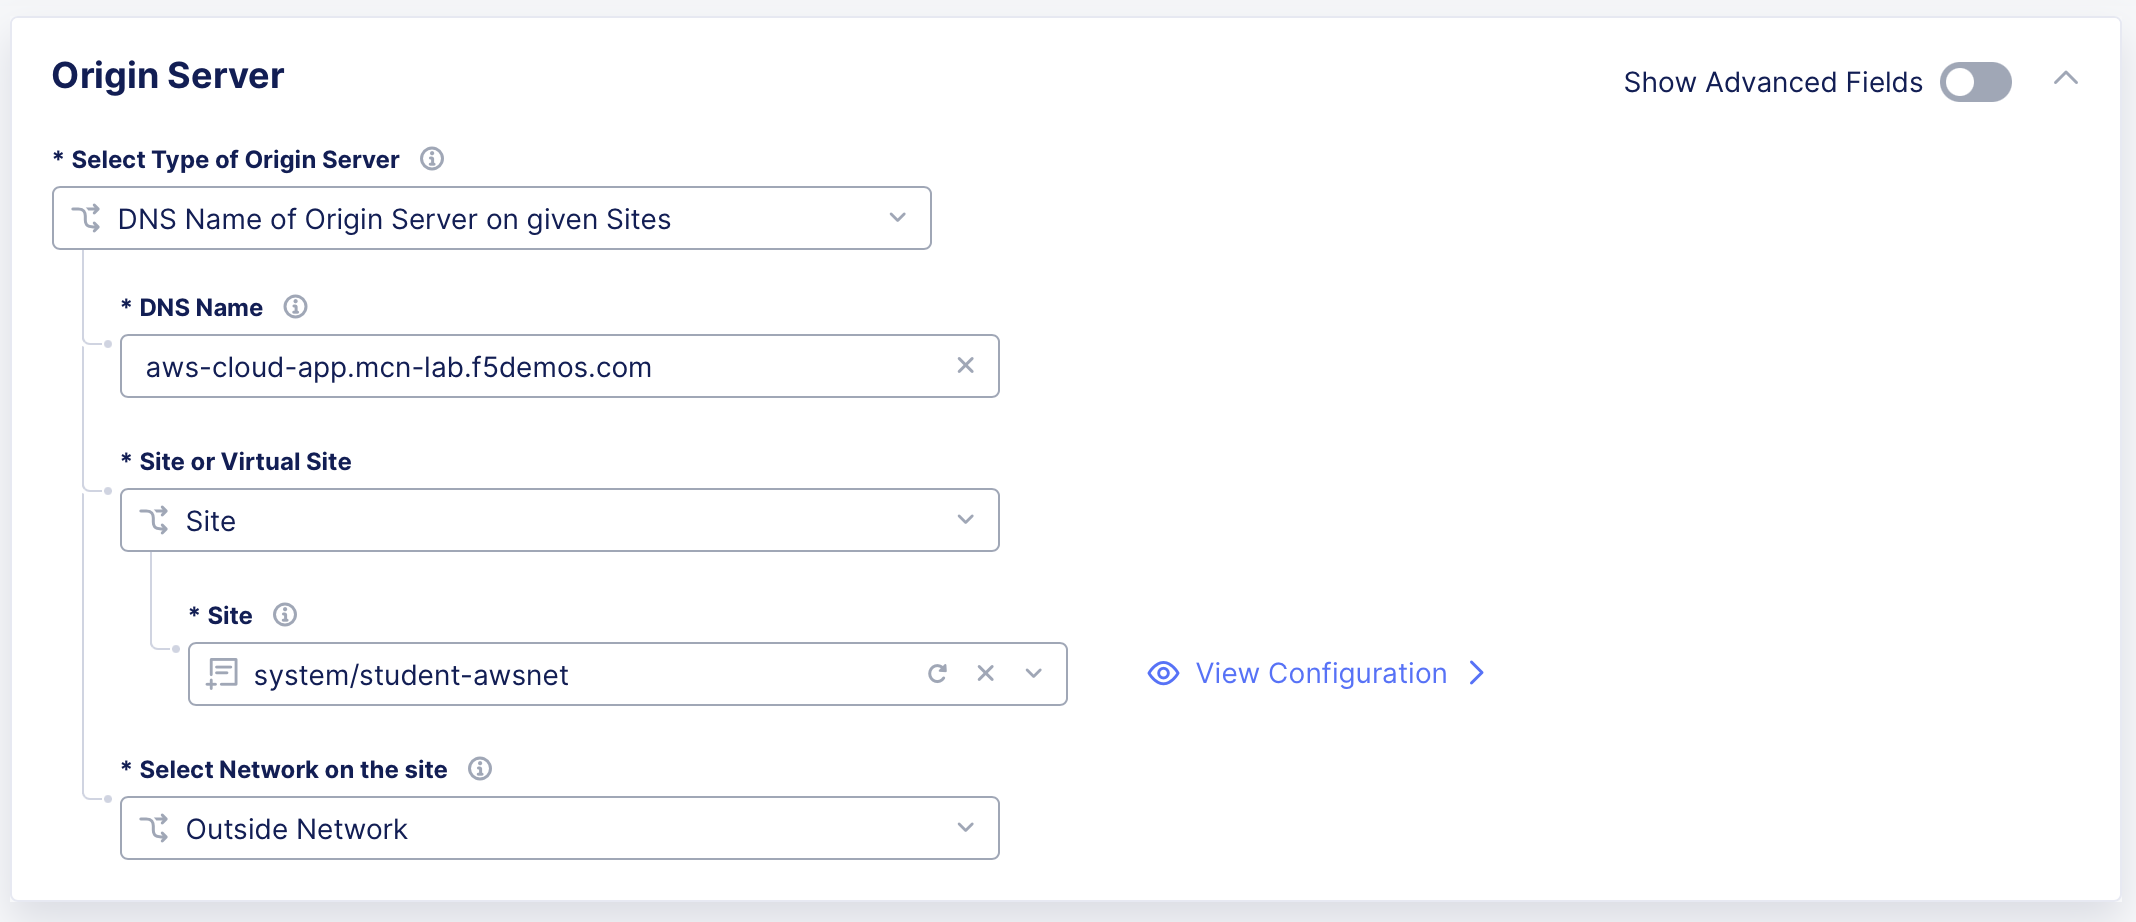 Origin Server
Show Advanced Fields
* Select Type of Origin Server
DNS Name of Origin Server on given Sites
* DNS Name
aws-cloud-app.mcn-lab.f5demos.com
* Site or Virtual Site
Site
* Site
system/student-awsnet
View Configuration
* Select Network on the site
Outside Network